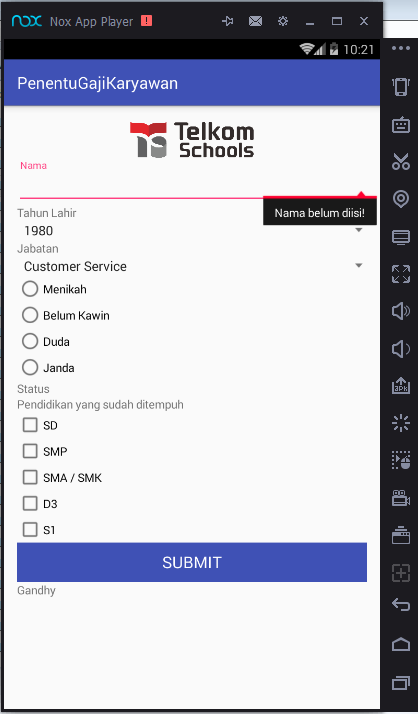 nox Nox App Player
10:21
PenentuGajiKaryawan
Telkom
Schools
Nama
Nama belum diisi!
Tahun Lahir
1980
Jabatan
Customer Service
Menikah
Belum Kawin
Duda
Janda
Status
Pendidikan yang sudah ditempuh
SD
SMP
SMA / SMK
D3
S1
SUBMIT
Gandhy